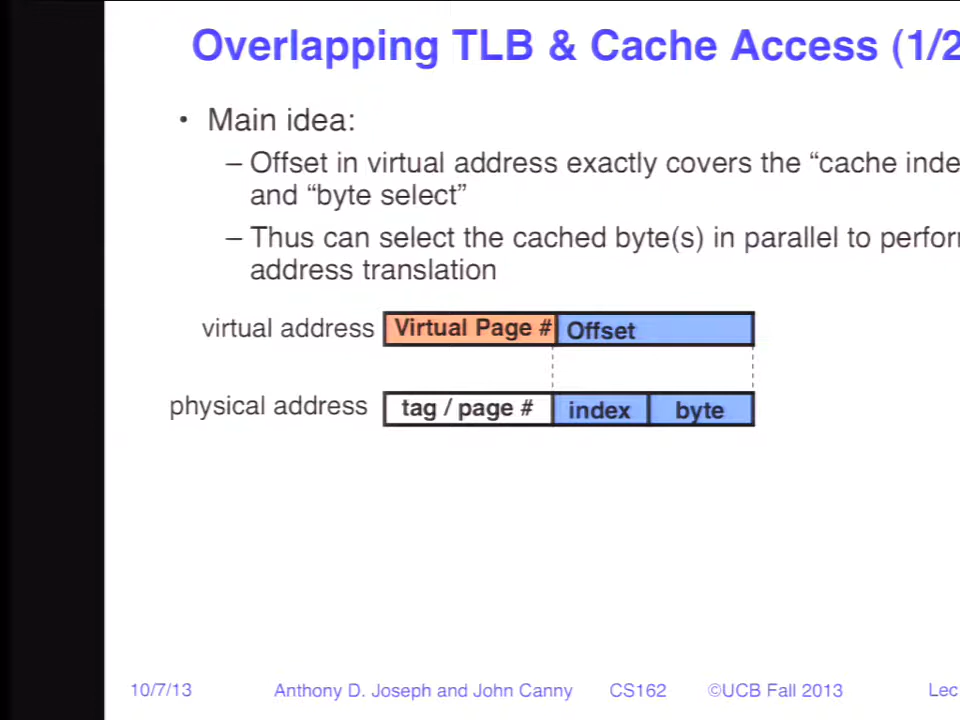 Overlapping TLB & Cache Access (1/2
• Main idea:
– Offset in virtual address exactly covers the “cache inde
and “byte select”
– Thus can select the cached byte(s) in parallel to perfor
address translation
virtual address Virtual Page # Offset
physical address tag / page # index byte
10/7/13 Anthony D. Joseph and John Canny CS162 ©UCB Fall 2013 Lec